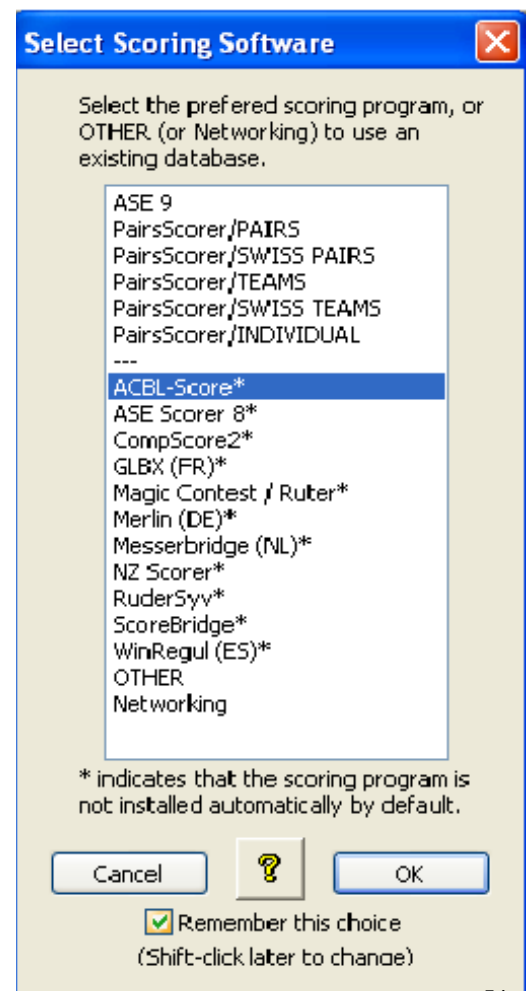 Select Scoring Software
Select the prefered scoring program, or
OTHER (or Networking) to use an
existing database.
ASE 9
PairsScorer/PAIRS
PairsScorer/SWISS PAIRS
PairsScorer/TEAMS
PairsScorer/SWISS TEAMS
PairsScorer/INDIVIDUAL
---
ACBL-Score*
ASE Scorer 8*
CompScore2*
GLBX (FR)*
Magic Contest / Ruter*
Merlin (DE)*
Messerbridge (NL)*
NZ Scorer*
RuderSyv*
ScoreBridge*
WinRegul (ES)*
OTHER
Networking
* indicates that the scoring program is
not installed automatically by default.
Cancel ? OK
Remember this choice
(Shift-click later to change)